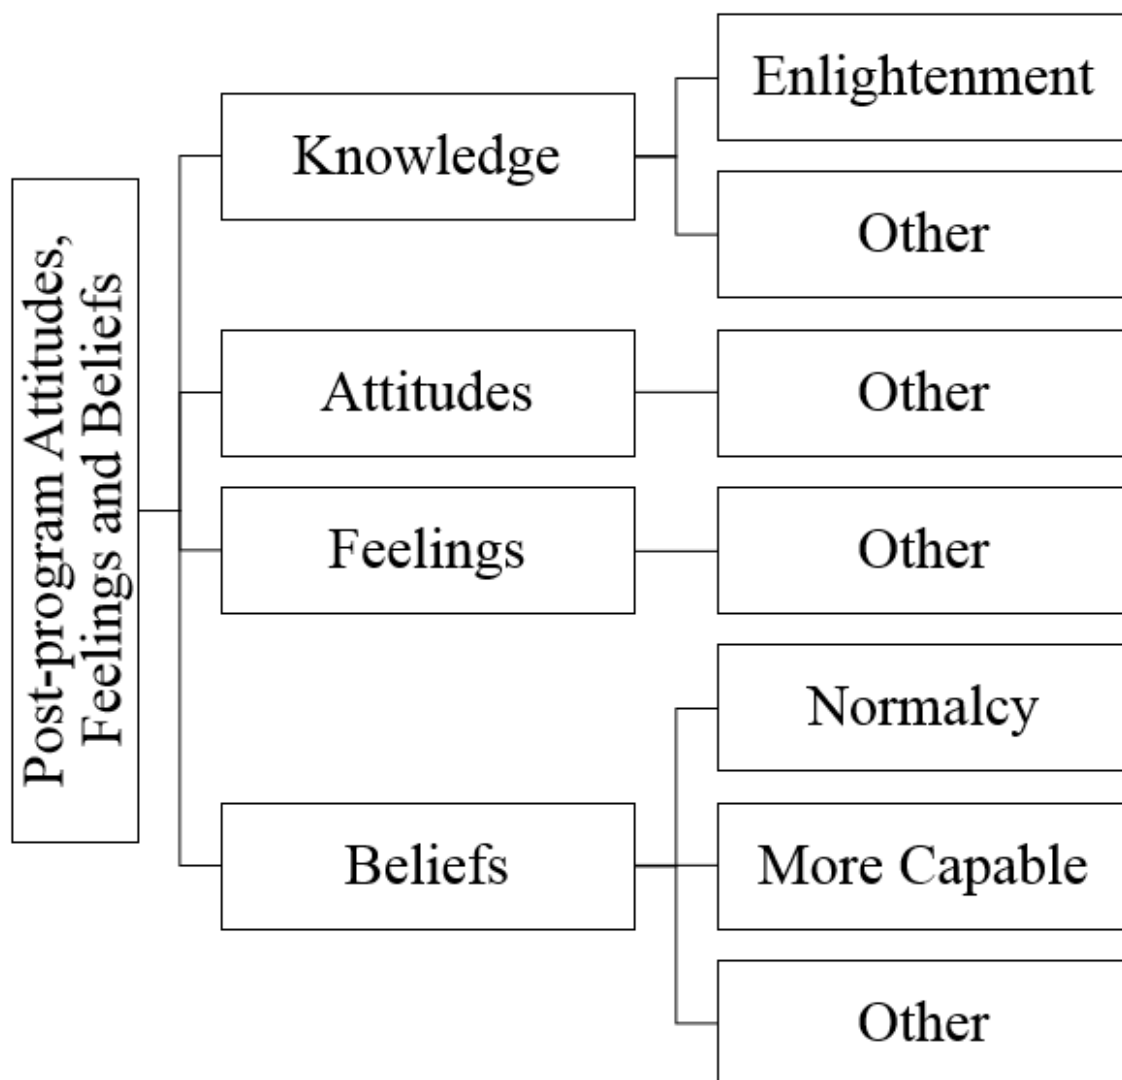 Post-program Attitudes,
Feelings and Beliefs
Knowledge
Enlightenment
Other
Attitudes
Other
Feelings
Other
Beliefs
Normalcy
More Capable
Other